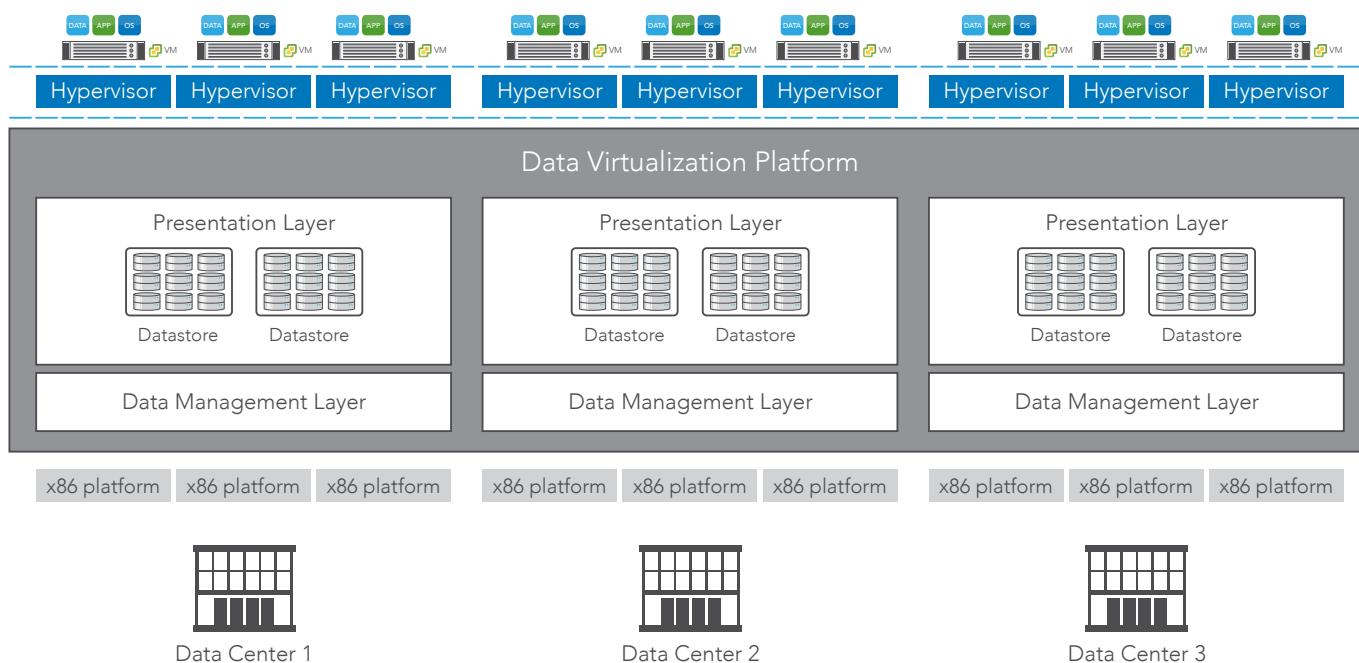 DATA APP OS DATA APP OS DATA APP OS DATA APP OS DATA APP OS DATA APP OS DATA APP OS DATA APP OS DATA APP OS
VM VM VM VM VM VM VM VM VM
Hypervisor Hypervisor Hypervisor Hypervisor Hypervisor Hypervisor Hypervisor Hypervisor Hypervisor
Data Virtualization Platform
Presentation Layer Presentation Layer Presentation Layer
Datastore Datastore Datastore Datastore Datastore Datastore
Data Management Layer Data Management Layer Data Management Layer
x86 platform x86 platform x86 platform x86 platform x86 platform x86 platform x86 platform x86 platform x86 platform
Data Center 1 Data Center 2 Data Center 3